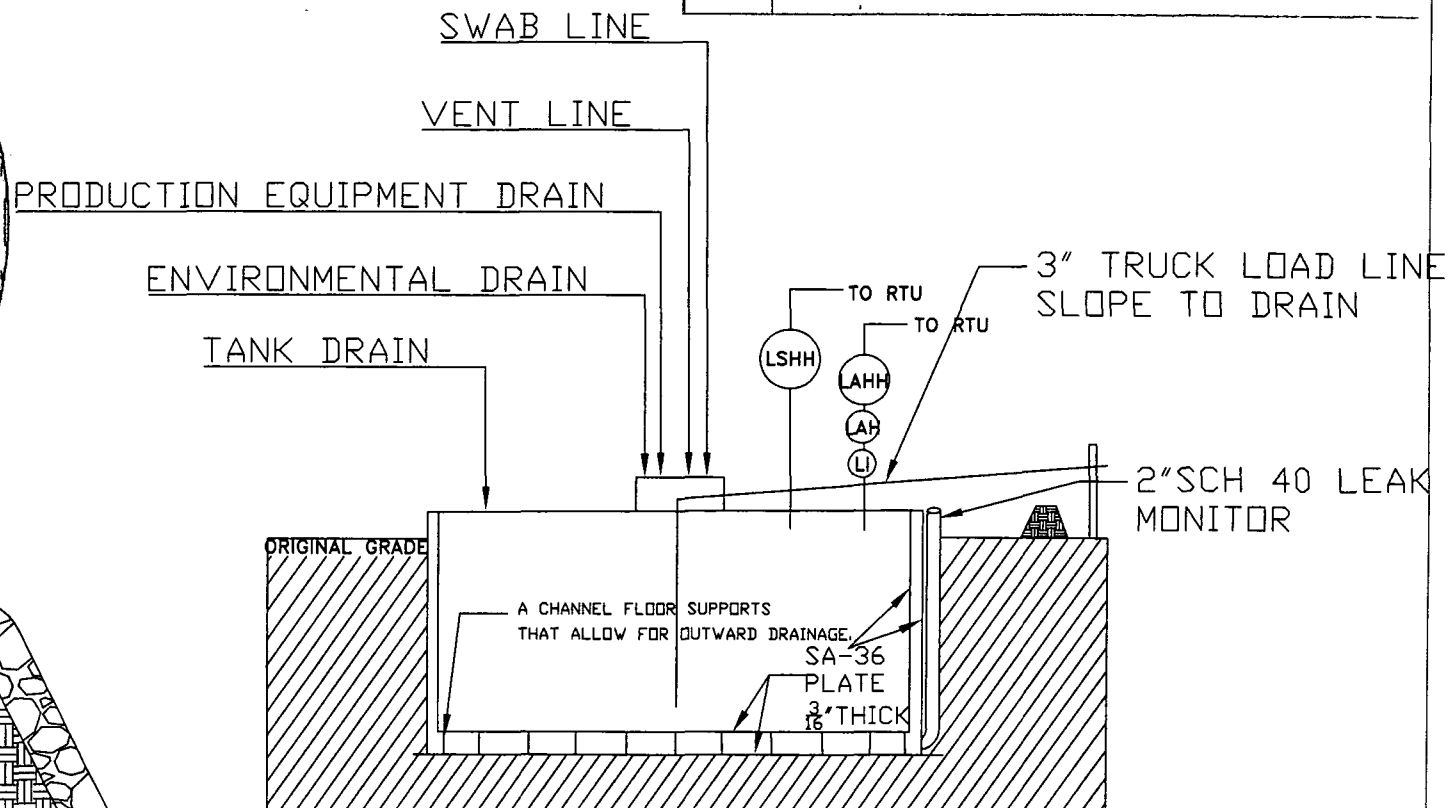 SWAB LINE
VENT LINE
PRODUCTION EQUIPMENT DRAIN
ENVIRONMENTAL DRAIN
TANK DRAIN
3" TRUCK LOAD LINE
SLOPE TO DRAIN
TO RTU
TO RTU
LSHH
LAHH
LAH
LI
2"SCH 40 LEAK
MONITOR
ORIGINAL GRADE
A CHANNEL FLOOR SUPPORTS
THAT ALLOW FOR OUTWARD DRAINAGE.
SA-36
PLATE
3/16" THICK